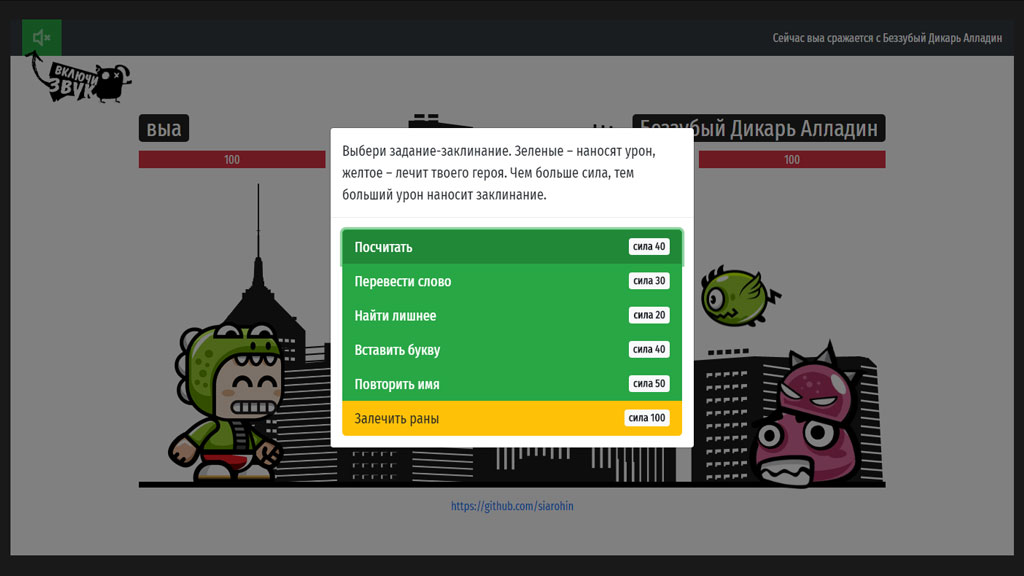 Сейчас выа сражается с Беззубый Дикарь Алладин
ВКЛЮЧИ
ЗВУК
выа
Беззубый Дикарь Алладин
100
100
Выбери задание-заклинание. Зеленые – наносят урон,
желтое – лечит твоего героя. Чем больше сила, тем
больший урон наносит заклинание.
Посчитать сила 40
Перевести слово сила 30
Найти лишнее сила 20
Вставить букву сила 40
Повторить имя сила 50
Залечить раны сила 100
https://github.com/siarohin